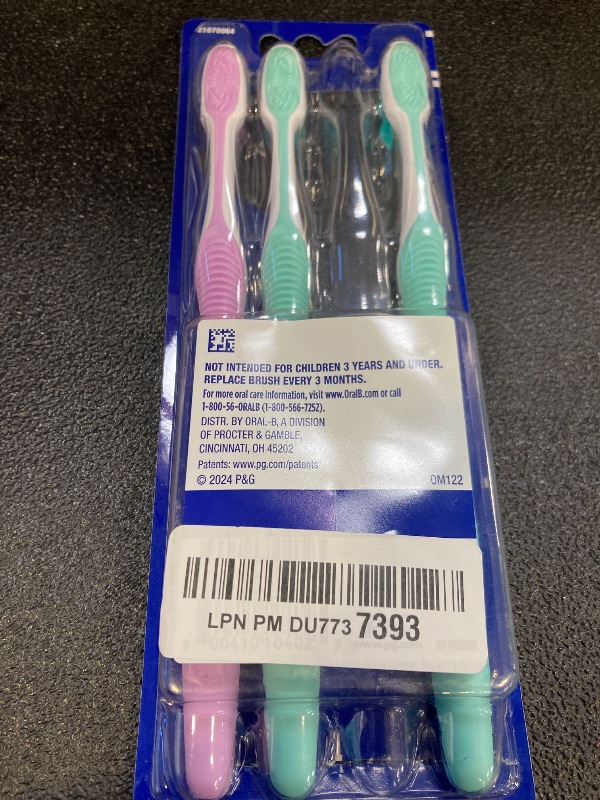 21870954
NOT INTENDED FOR CHILDREN 3 YEARS AND UNDER.
REPLACE BRUSH EVERY 3 MONTHS.
For more oral care information, visit www.OralB.com or call
1-800-56-ORALB (1-800-566-7252).
DISTR. BY ORAL-B, A DIVISION
OF PROCTER & GAMBLE,
CINCINNATI, OH 45202
Patents: www.pg.com/patents
© 2024 P&G OM122
LPN PM DU773 7393